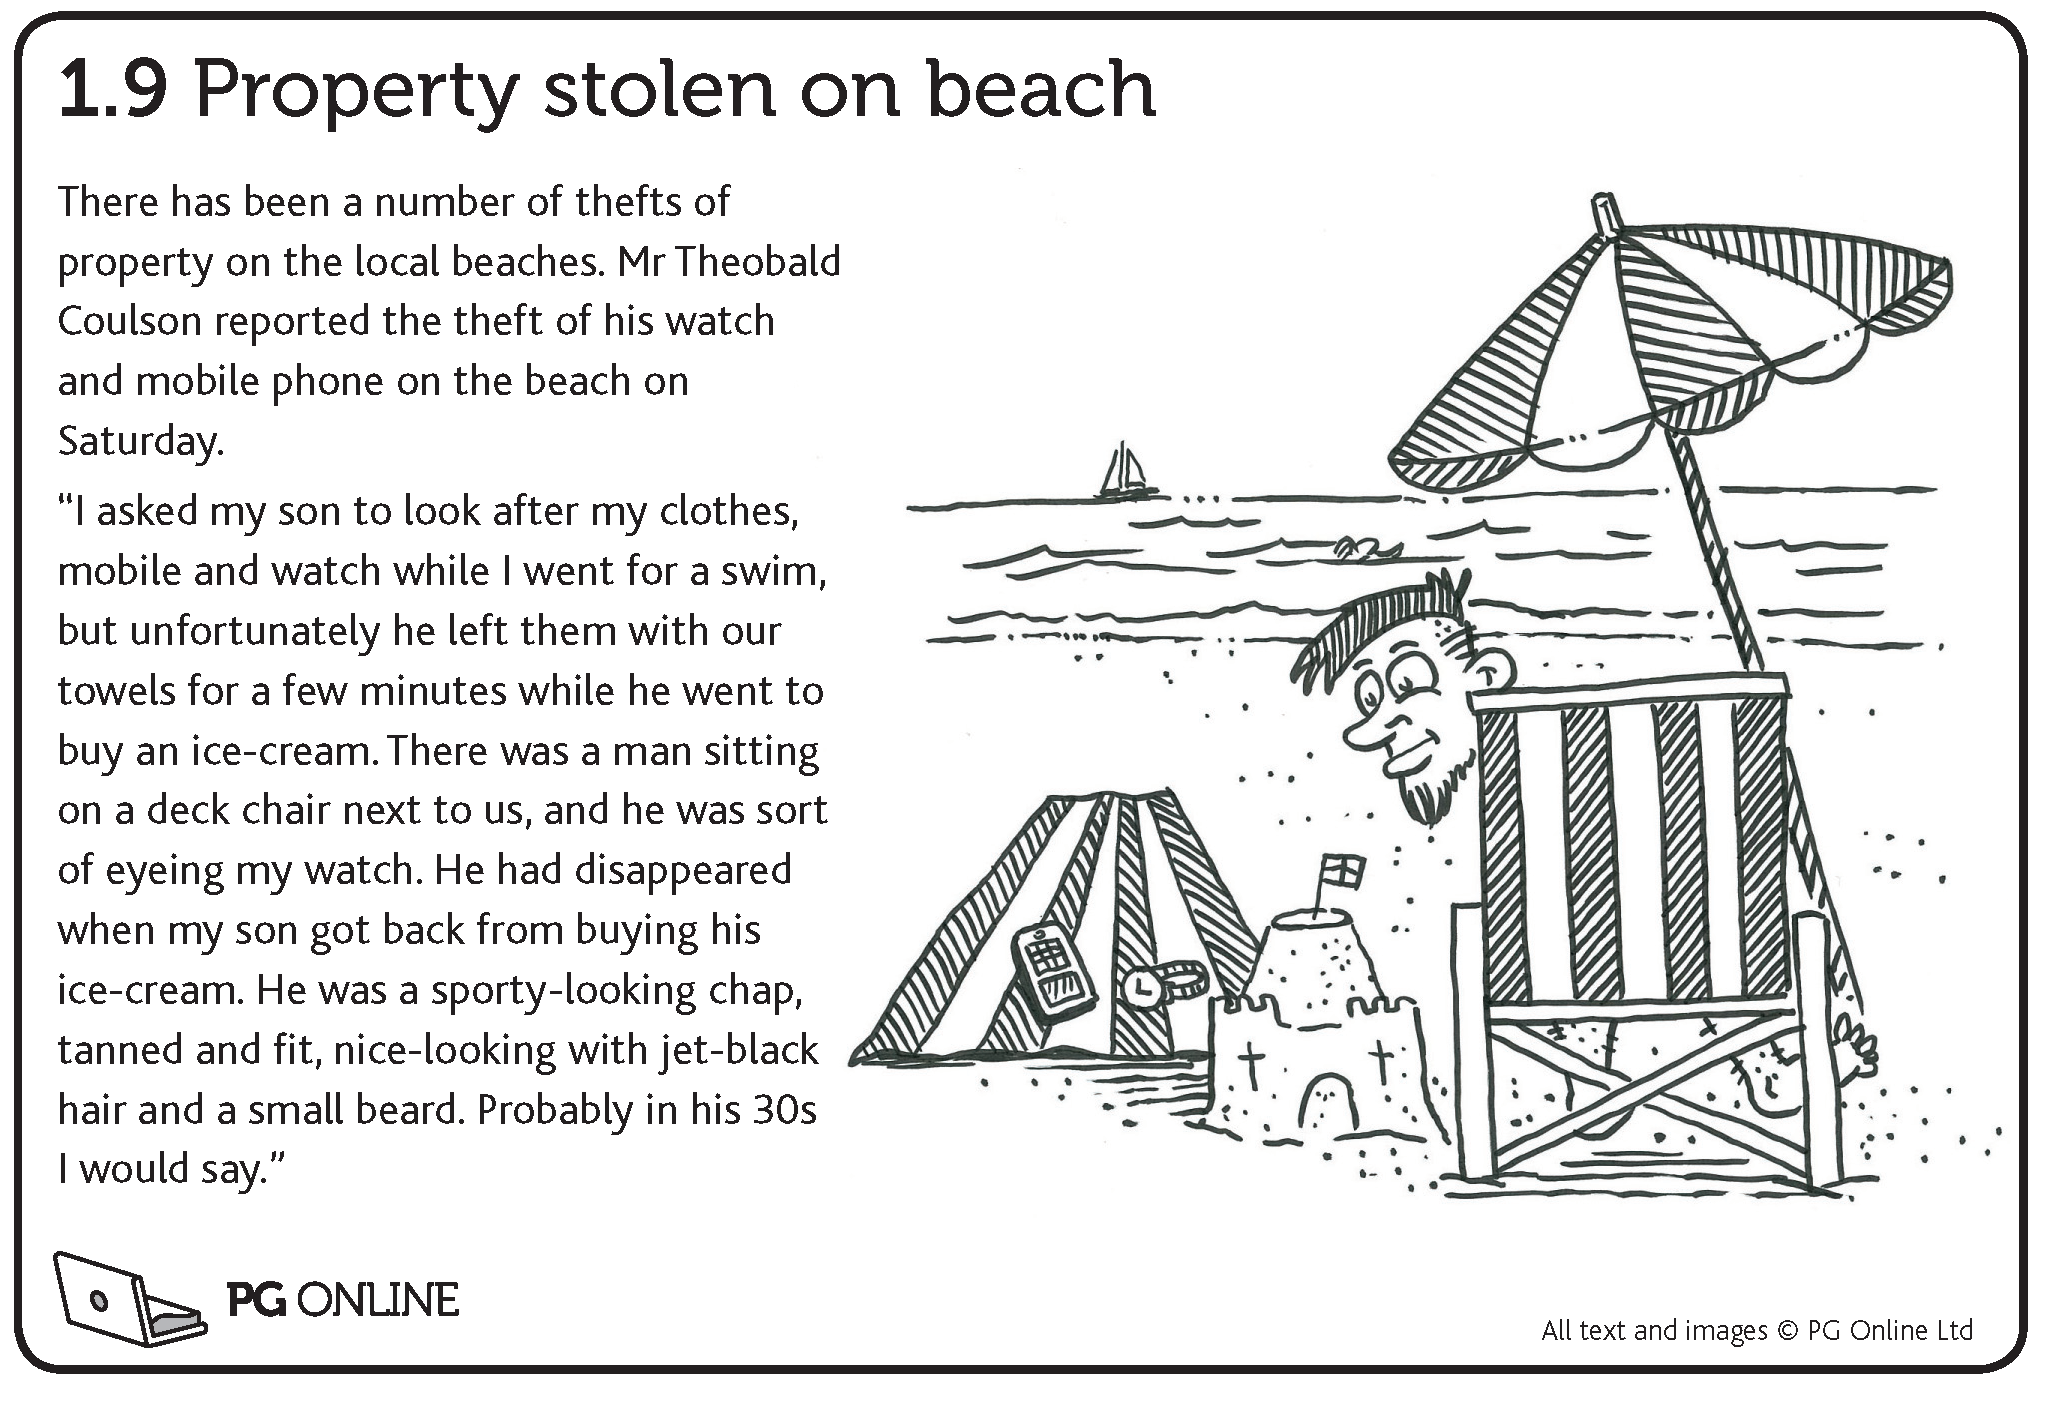 1.9 Property stolen on beach
There has been a number of thefts of
property on the local beaches. Mr Theobald
Coulson reported the theft of his watch
and mobile phone on the beach on
Saturday.
“I asked my son to look after my clothes,
mobile and watch while I went for a swim,
but unfortunately he left them with our
towels for a few minutes while he went to
buy an ice-cream. There was a man sitting
on a deck chair next to us, and he was sort
of eyeing my watch. He had disappeared
when my son got back from buying his
ice-cream. He was a sporty-looking chap,
tanned and fit, nice-looking with jet-black
hair and a small beard. Probably in his 30s
I would say.”
PG ONLINE
All text and images © PG Online Ltd